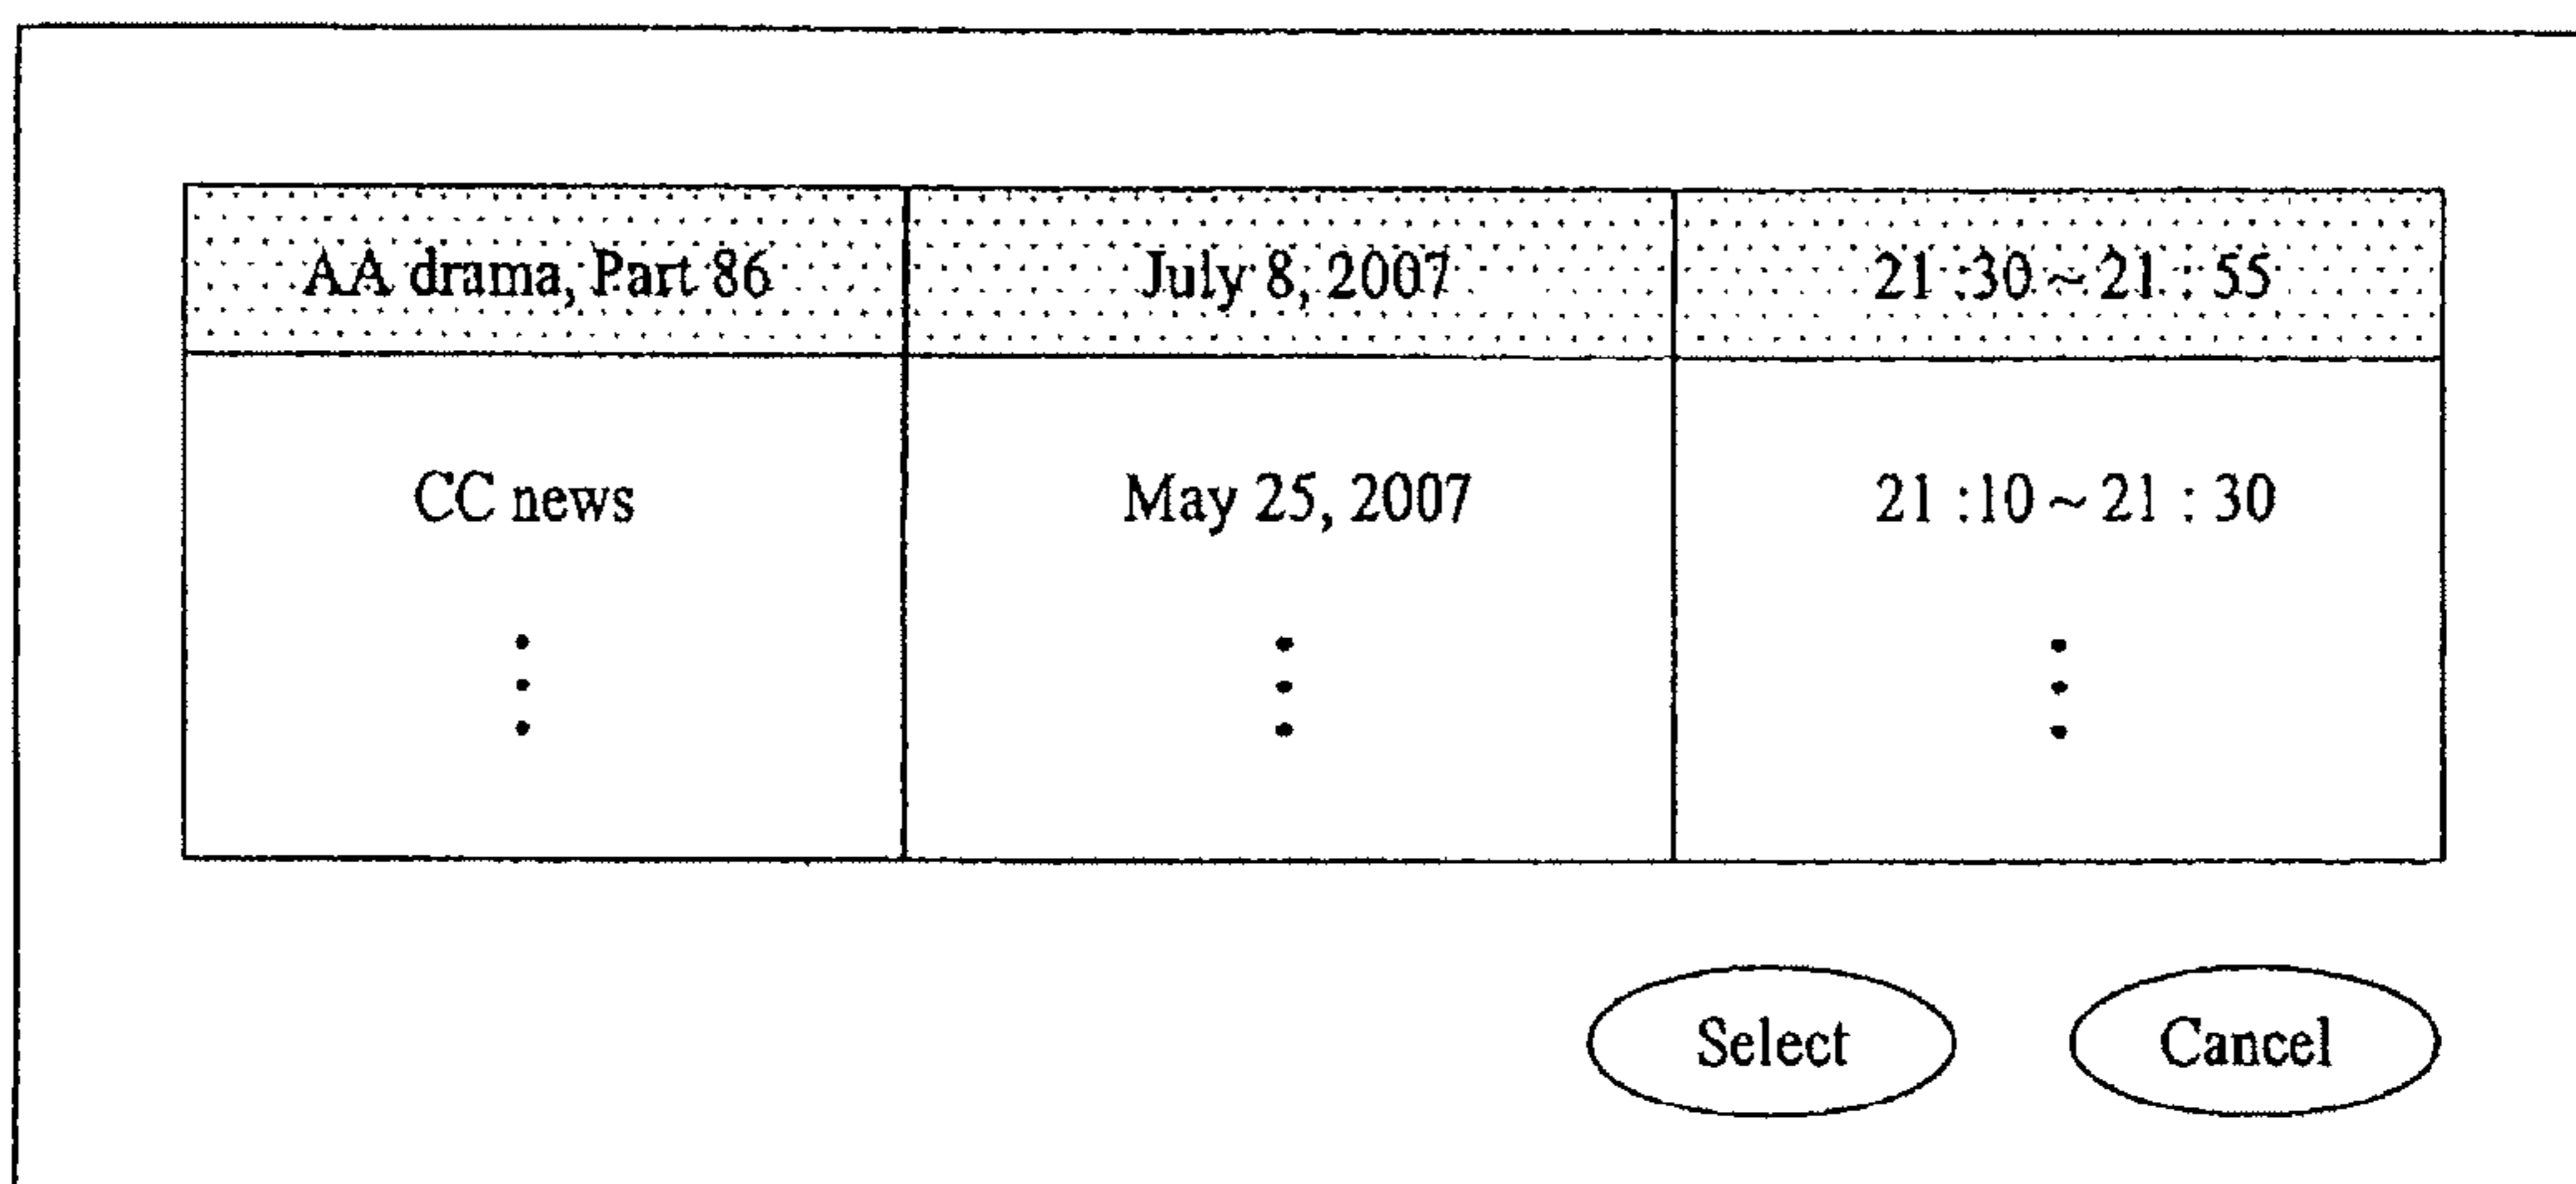 AA drama, Part 86 July 8, 2007 21 :30 ~ 21 : 55
CC news May 25, 2007 21 :10 ~ 21 : 30
Select Cancel